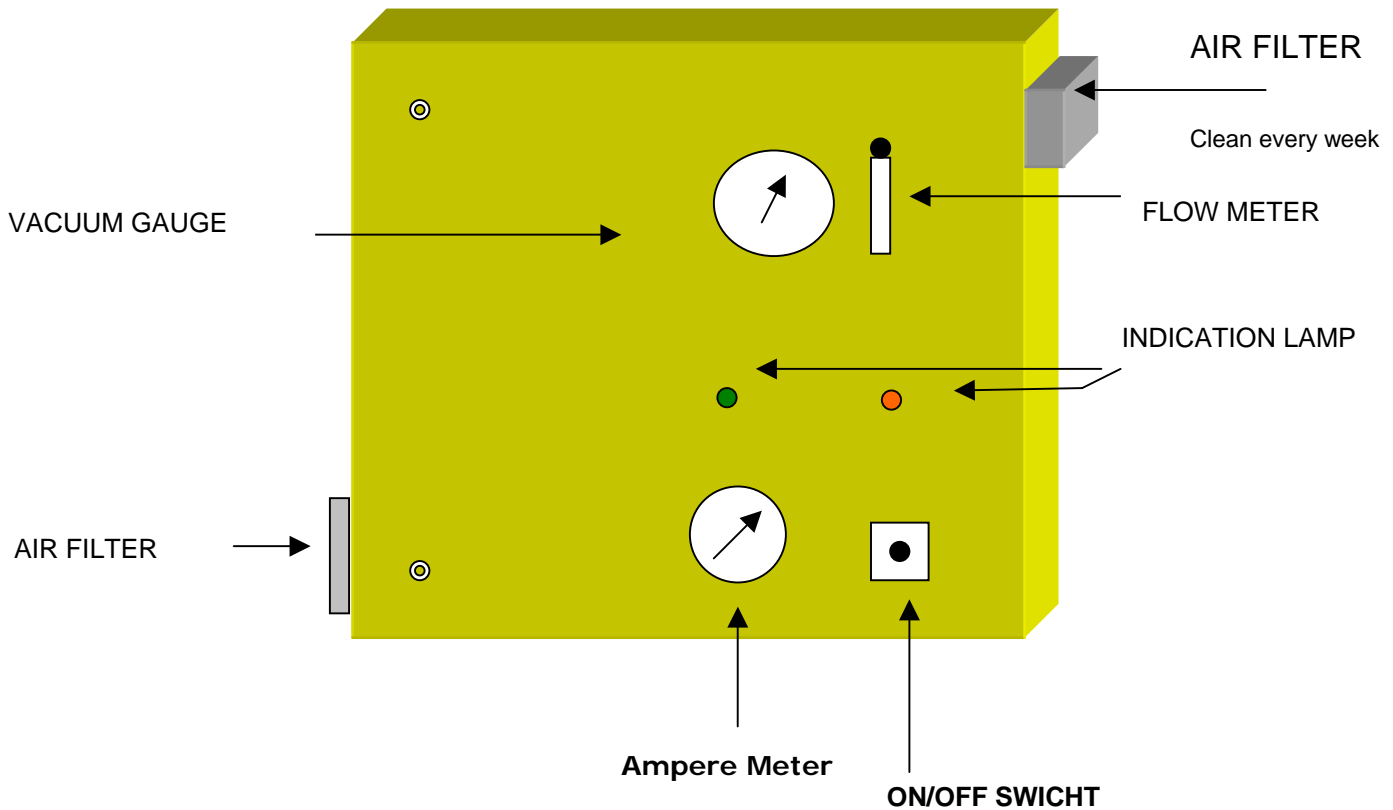 AIR FILTER
Clean every week
VACUUM GAUGE
FLOW METER
INDICATION LAMP
AIR FILTER
Ampere Meter
ON/OFF SWICHT